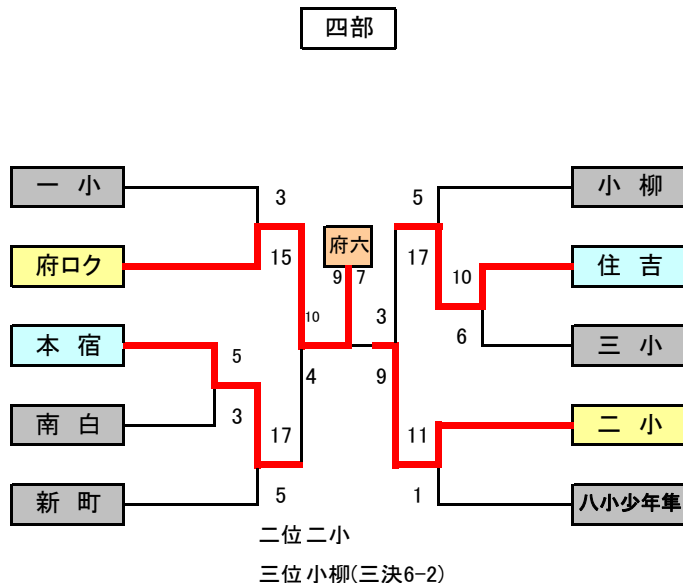 四部
一 小
3
5
小 柳
府ロク
15
府六
17
10
住 吉
9 7
10
3
本 宿
5
4
9
6
三 小
南 白
3
17
11
二 小
新 町
5
1
八小少年隼
二位 二小
三位 小柳(三決6-2)